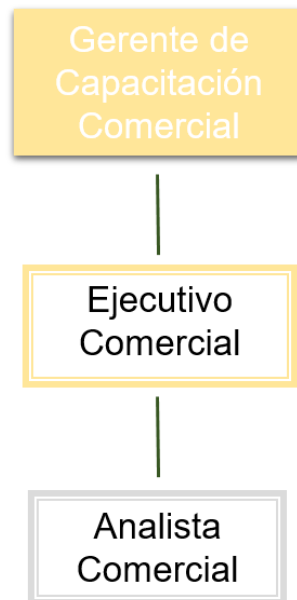 Gerente de
Capacitación
Comercial
Ejecutivo
Comercial
Analista
Comercial